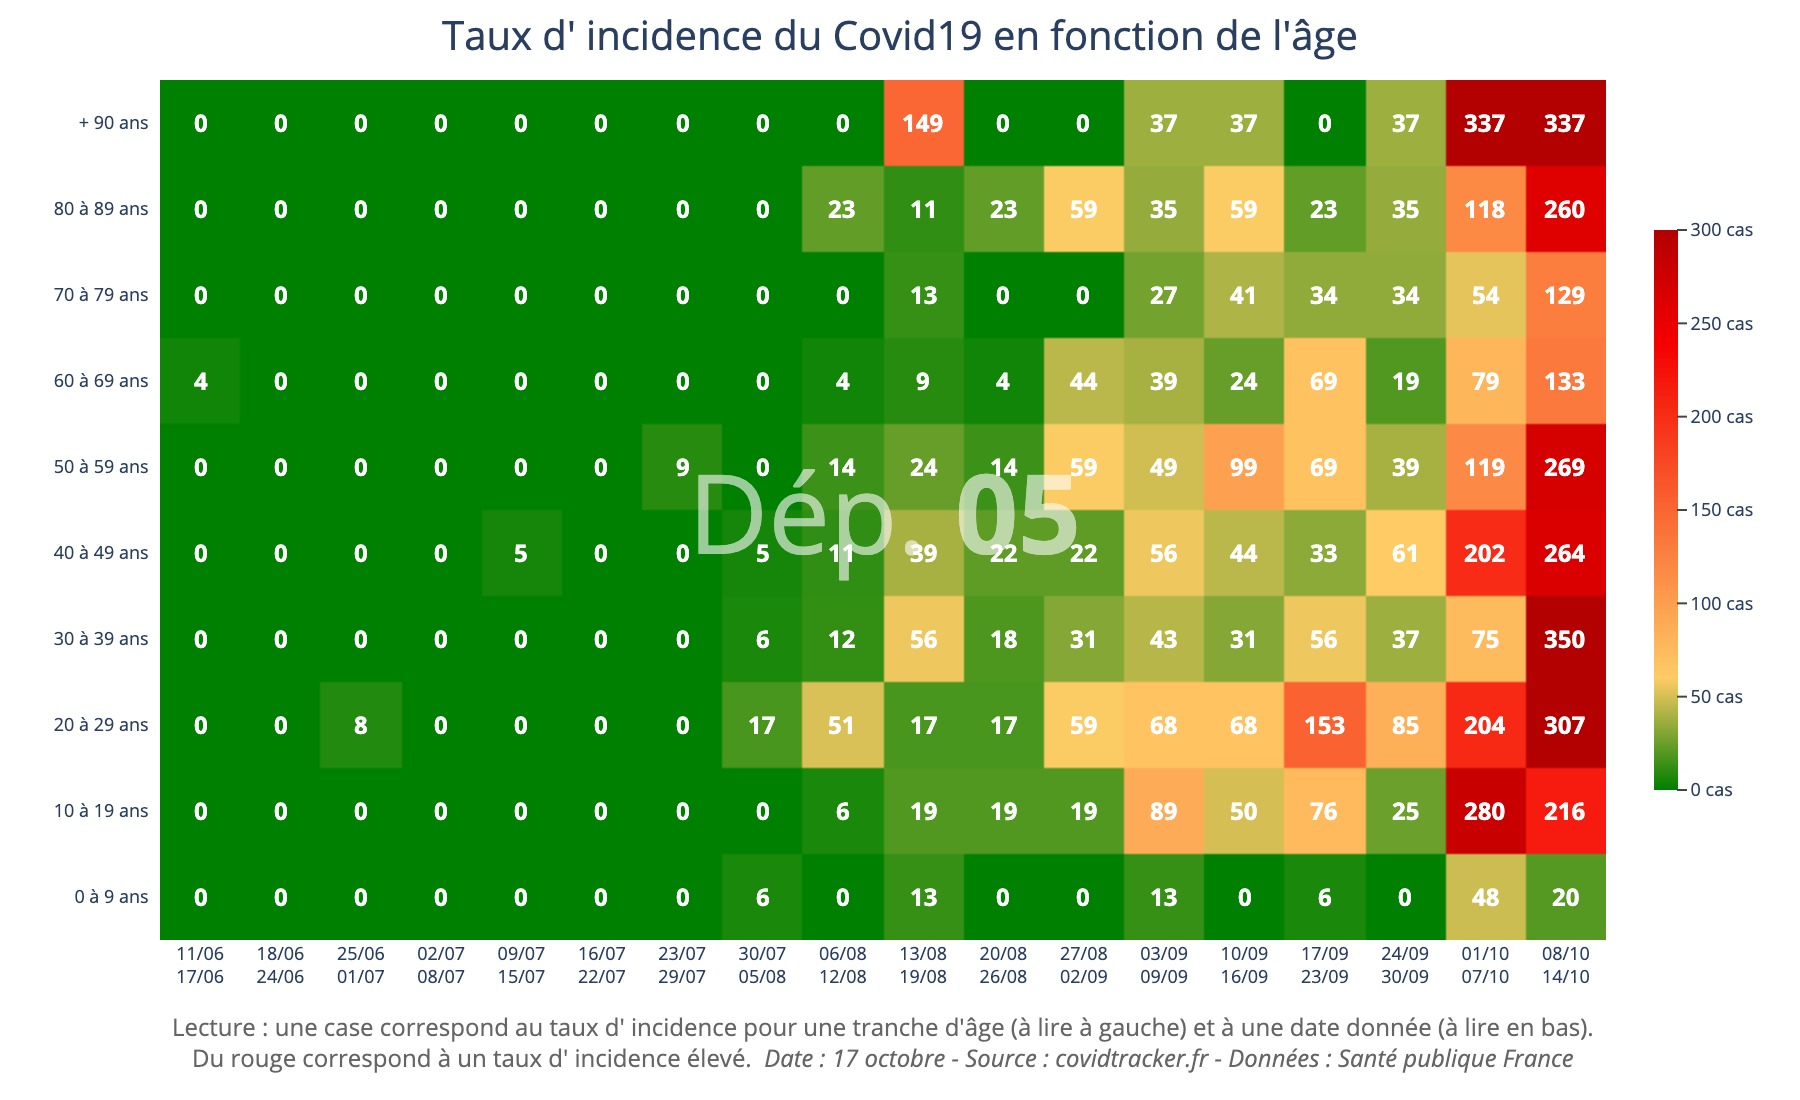 Taux d' incidence du Covid19 en fonction de l'âge
+ 90 ans 0 0 0 0 0 0 0 0 0 149 0 0 37 37 0 37 337 337
80 à 89 ans 0 0 0 0 0 0 0 0 23 11 23 59 35 59 23 35 118 260
70 à 79 ans 0 0 0 0 0 0 0 0 0 13 0 0 27 41 34 34 54 129
60 à 69 ans 4 0 0 0 0 0 0 0 4 9 4 44 39 24 69 19 79 133
50 à 59 ans 0 0 0 0 0 0 9 0 14 24 14 59 49 99 69 39 119 269
Dép. 05
40 à 49 ans 0 0 0 0 5 0 0 5 11 39 22 22 56 44 33 61 202 264
30 à 39 ans 0 0 0 0 0 0 0 6 12 56 18 31 43 31 56 37 75 350
20 à 29 ans 0 0 8 0 0 0 0 17 51 17 17 59 68 68 153 85 204 307
10 à 19 ans 0 0 0 0 0 0 0 0 6 19 19 19 89 50 76 25 280 216
0 à 9 ans 0 0 0 0 0 0 0 6 0 13 0 0 13 0 6 0 48 20
11/06 18/06 25/06 02/07 09/07 16/07 23/07 30/07 06/08 13/08 20/08 27/08 03/09 10/09 17/09 24/09 01/10 08/10
17/06 24/06 01/07 08/07 15/07 22/07 29/07 05/08 12/08 19/08 26/08 02/09 09/09 16/09 23/09 30/09 07/10 14/10
300 cas
250 cas
200 cas
150 cas
100 cas
50 cas
0 cas
Lecture : une case correspond au taux d' incidence pour une tranche d'âge (à lire à gauche) et à une date donnée (à lire en bas).
Du rouge correspond à un taux d' incidence élevé. Date : 17 octobre - Source : covidtracker.fr - Données : Santé publique France